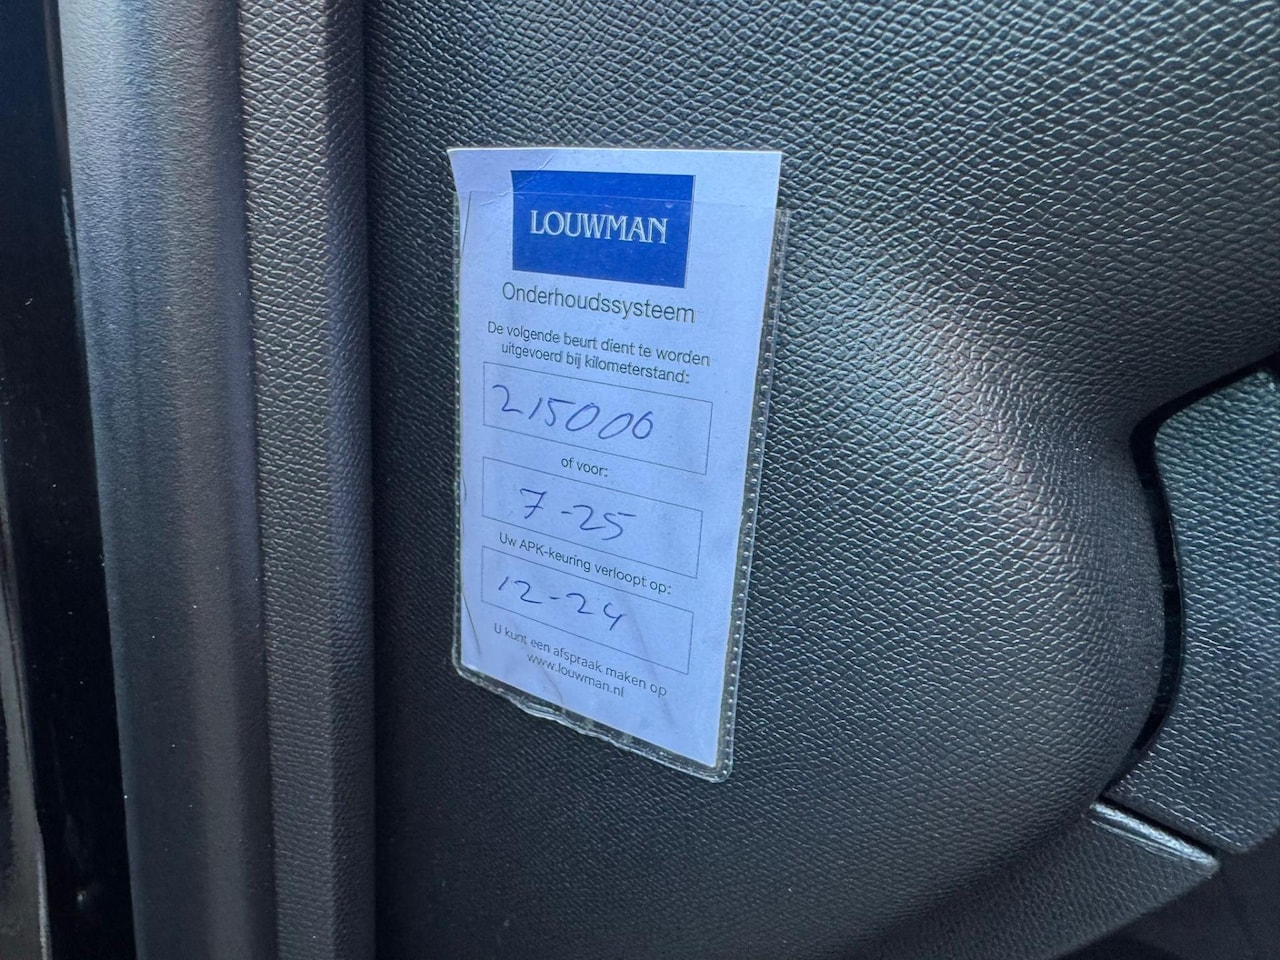 LOUWMAN
Onderhoudssysteem
De volgende beurt dient te worden
uitgevoerd bij kilometerstand:
215000
of voor:
7-25
Uw APK-keuring verloopt op:
12-24
U kunt een afspraak maken op
www.louwman.nl